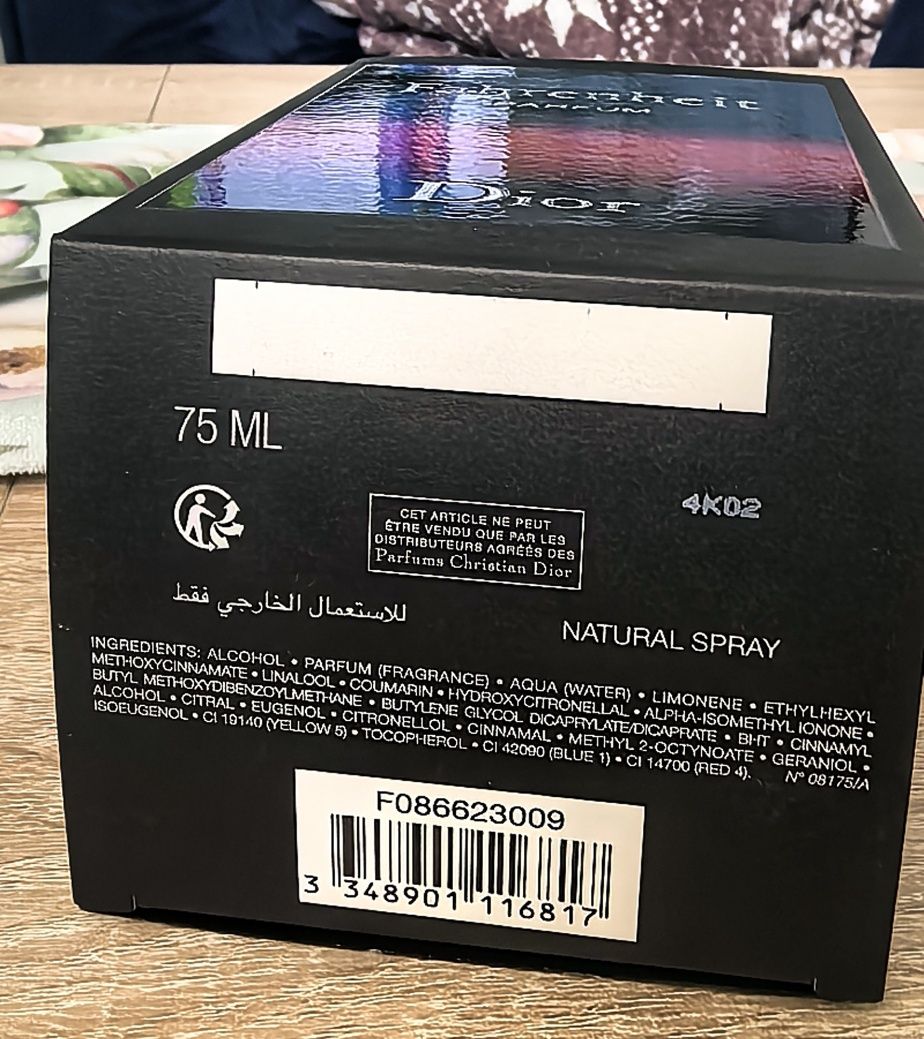 Fahrenheit
PARFUM
Dior
75 ML
4K02
CET ARTICLE NE PEUT
ÊTRE VENDU QUE PAR LES
DISTRIBUTEURS AGRÉÉS DES
Parfums Christian Dior
للاستعمال الخارجي فقط
NATURAL SPRAY
INGREDIENTS: ALCOHOL • PARFUM (FRAGRANCE) • AQUA (WATER) • LIMONENE • ETHYLHEXYL
METHOXYCINNAMATE • LINALOOL • COUMARIN • HYDROXYCITRONELLAL • ALPHA-ISOMETHYL IONONE •
BUTYL METHOXYDIBENZOYLMETHANE • BUTYLENE GLYCOL DICAPRYLATE/DICAPRATE • BHT • CINNAMYL
ALCOHOL • CITRAL • EUGENOL • CITRONELLOL • CINNAMAL • METHYL 2-OCTYNOATE • GERANIOL •
ISOEUGENOL • CI 19140 (YELLOW 5) • TOCOPHEROL • CI 42090 (BLUE 1) • CI 14700 (RED 4). N° 08175/A
F086623009
3 348901 116817